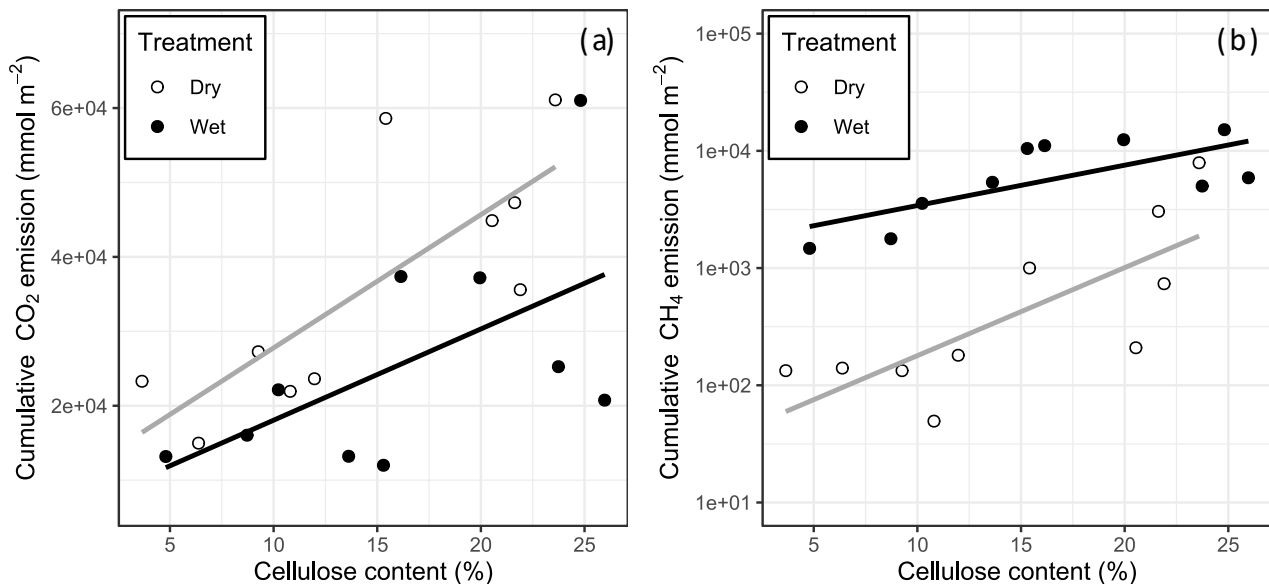 Treatment
Dry
Wet
(a)
6e+04
4e+04
2e+04
Cumulative CO₂ emission (mmol m⁻²)
5 10 15 20 25
Cellulose content (%)
Treatment
Dry
Wet
(b)
1e+05
1e+04
1e+03
1e+02
1e+01
Cumulative CH₄ emission (mmol m⁻²)
5 10 15 20 25
Cellulose content (%)